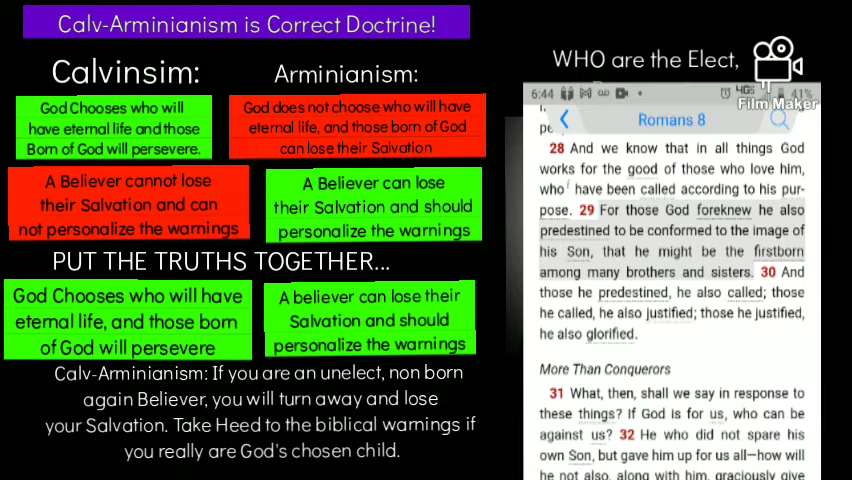 Calv-Arminianism is Correct Doctrine!
Calvinsim:
Arminianism:
God Chooses who will
have eternal life and those
Born of God will persevere.
God does not choose who will have
eternal life, and those born of God
can lose their Salvation
A Believer cannot lose
their Salvation and can
not personalize the warnings
A Believer can lose
their Salvation and should
personalize the warnings
PUT THE TRUTHS TOGETHER...
God Chooses who will have
eternal life, and those born
of God will persevere
A believer can lose their
Salvation and should
personalize the warnings
Calv-Arminianism: If you are an unelect, non born
again Believer, you will turn away and lose
your Salvation. Take Heed to the biblical warnings if
you really are God's chosen child.
WHO are the Elect,
Film Maker
6:44
41%
Romans 8
28 And we know that in all things God
works for the good of those who love him,
who i have been called according to his pur-
pose. 29 For those God foreknew he also
predestined to be conformed to the image of
his Son, that he might be the firstborn
among many brothers and sisters. 30 And
those he predestined, he also called; those
he called, he also justified; those he justified,
he also glorified.
More Than Conquerors
31 What, then, shall we say in response to
these things? If God is for us, who can be
against us? 32 He who did not spare his
own Son, but gave him up for us all—how will
he not also, along with him, graciously give